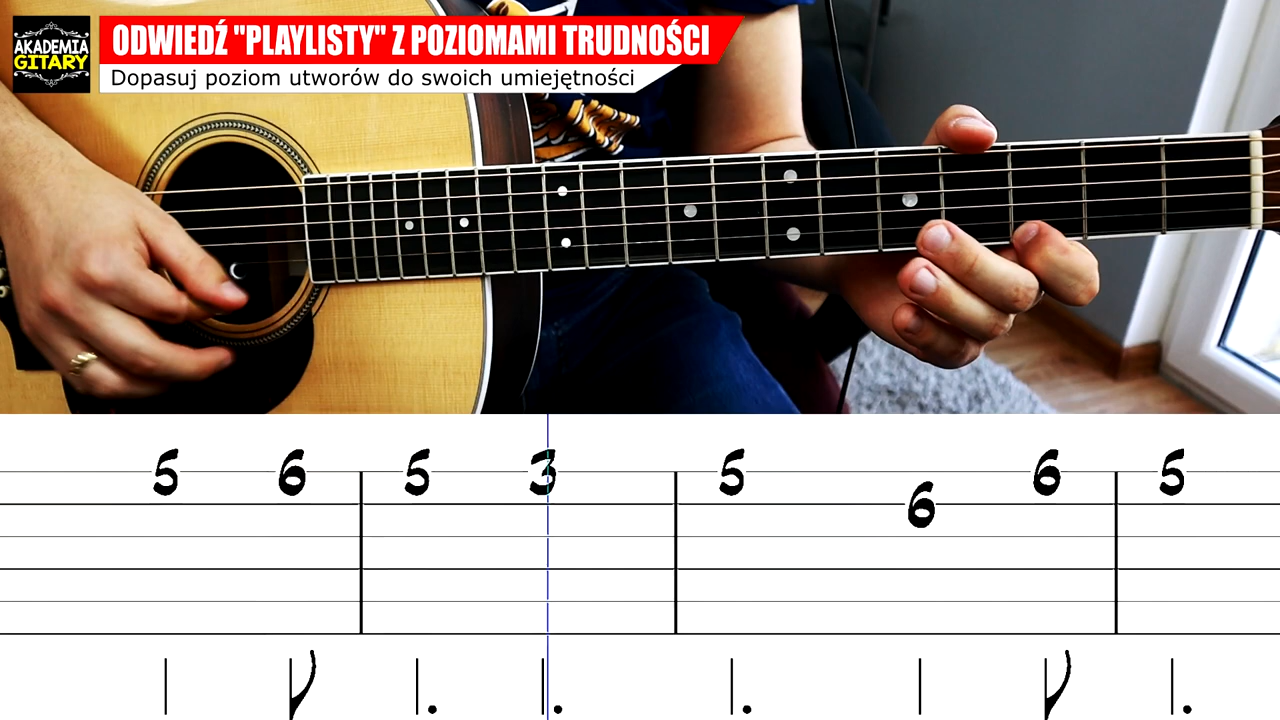 AKADEMIA
GITARY
ODWIEDŹ "PLAYLISTY" Z POZIOMAMI TRUDNOŚCI
Dopasuj poziom utworów do swoich umiejętności
5 6 5 3 5 6 5
6